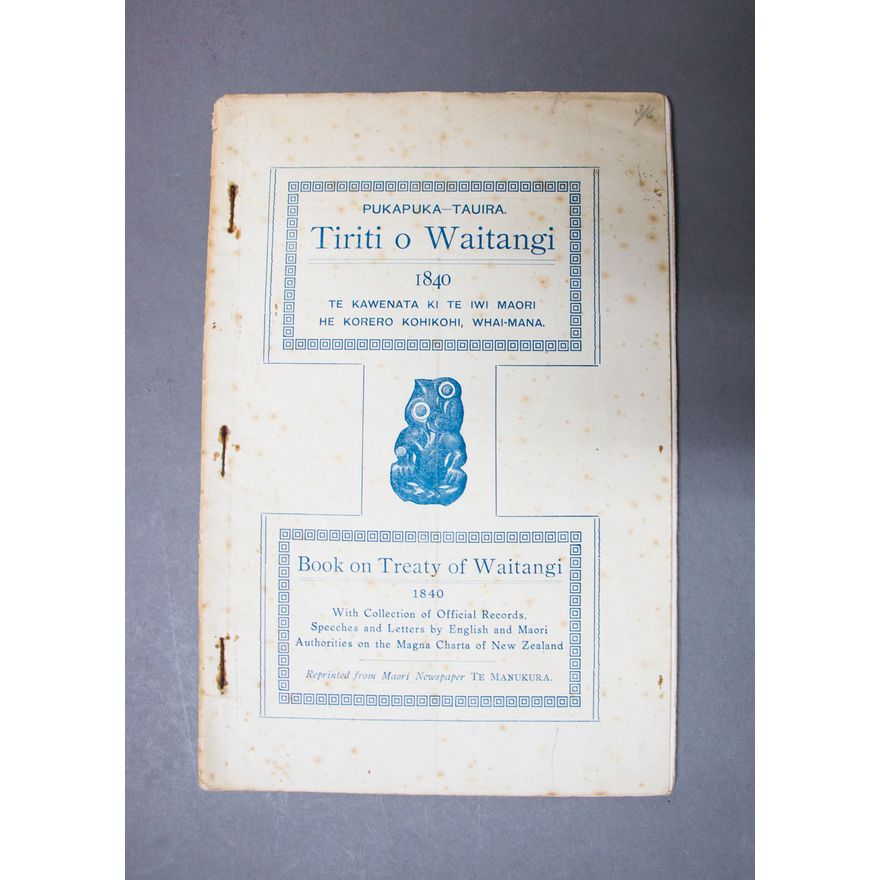 3/6
PUKAPUKA—TAUIRA.
Tiriti o Waitangi
1840
TE KAWENATA KI TE IWI MAORI
HE KORERO KOHIKOHI, WHAI-MANA.
Book on Treaty of Waitangi
1840
With Collection of Official Records.
Speeches and Letters by English and Maori
Authorities on the Magna Charta of New Zealand
Reprinted from Maori Newspaper TE MANUKURA.